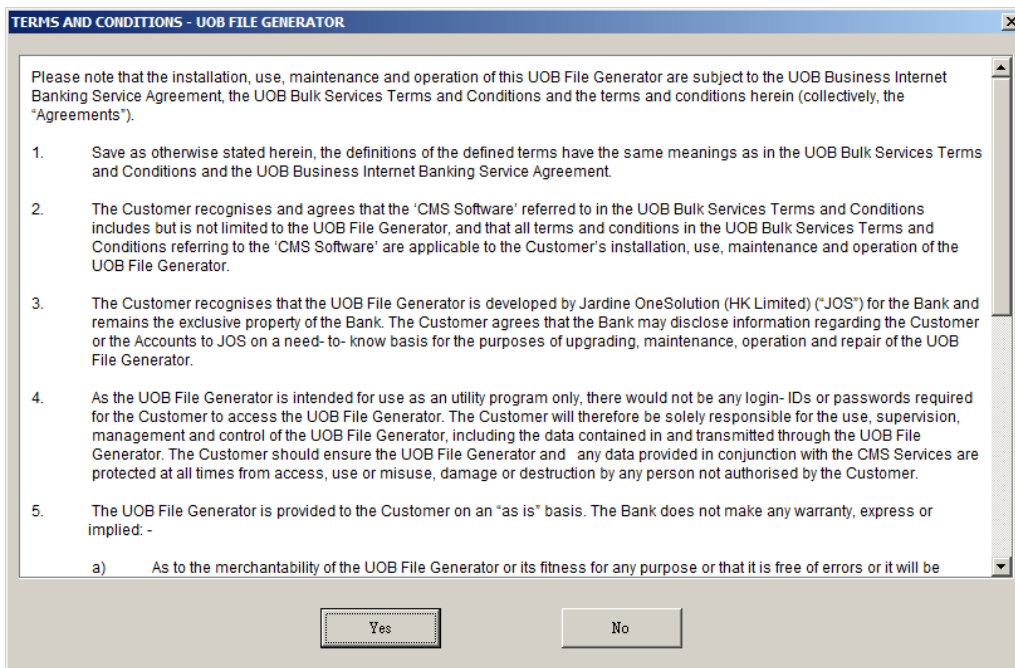 TERMS AND CONDITIONS - UOB FILE GENERATOR
Please note that the installation, use, maintenance and operation of this UOB File Generator are subject to the UOB Business Internet
Banking Service Agreement, the UOB Bulk Services Terms and Conditions and the terms and conditions herein (collectively, the
“Agreements”).
1. Save as otherwise stated herein, the definitions of the defined terms have the same meanings as in the UOB Bulk Services Terms
and Conditions and the UOB Business Internet Banking Service Agreement.
2. The Customer recognises and agrees that the ‘CMS Software’ referred to in the UOB Bulk Services Terms and Conditions
includes but is not limited to the UOB File Generator, and that all terms and conditions in the UOB Bulk Services Terms and
Conditions referring to the ‘CMS Software’ are applicable to the Customer’s installation, use, maintenance and operation of the
UOB File Generator.
3. The Customer recognises that the UOB File Generator is developed by Jardine OneSolution (HK Limited) (“JOS”) for the Bank and
remains the exclusive property of the Bank. The Customer agrees that the Bank may disclose information regarding the Customer
or the Accounts to JOS on a need- to- know basis for the purposes of upgrading, maintenance, operation and repair of the UOB
File Generator.
4. As the UOB File Generator is intended for use as an utility program only, there would not be any login- IDs or passwords required
for the Customer to access the UOB File Generator. The Customer will therefore be solely responsible for the use, supervision,
management and control of the UOB File Generator, including the data contained in and transmitted through the UOB File
Generator. The Customer should ensure the UOB File Generator and any data provided in conjunction with the CMS Services are
protected at all times from access, use or misuse, damage or destruction by any person not authorised by the Customer.
5. The UOB File Generator is provided to the Customer on an “as is” basis. The Bank does not make any warranty, express or
implied: -
a) As to the merchantability of the UOB File Generator or its fitness for any purpose or that it is free of errors or it will be
Yes No